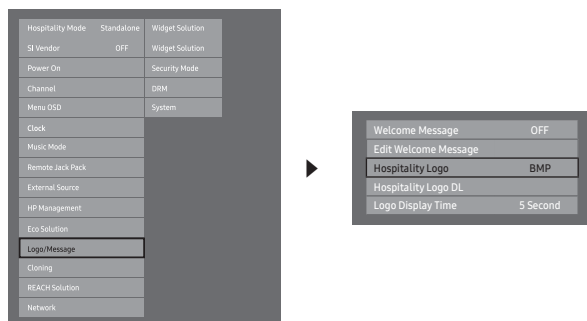 Hospitality Mode Standalone Widget Solution
SI Vendor OFF Widget Solution
Power On Security Mode
Channel DRM
Menu OSD System
Clock
Music Mode
Remote Jack Pack
External Source
HP Management
Eco Solution
Logo/Message
Cloning
REACH Solution
Network
Welcome Message OFF
Edit Welcome Message
Hospitality Logo BMP
Hospitality Logo DL
Logo Display Time 5 Second